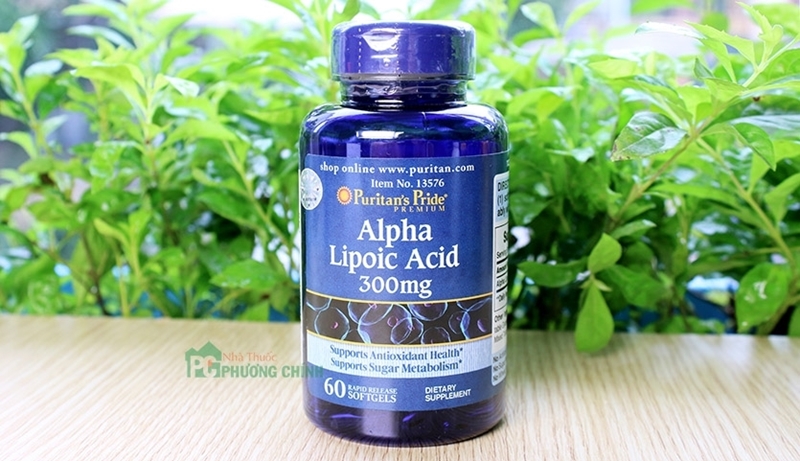 shop online www.puritan.com
Item No. 13576
Puritan's Pride®
PREMIUM
Alpha
Lipoic Acid
300mg
Supports Antioxidant Health*
Supports Sugar Metabolism*
60 RAPID RELEASE
SOFTGELS
DIETARY
SUPPLEMENT
PC Nhà Thuốc
PHƯƠNG CHÍNH